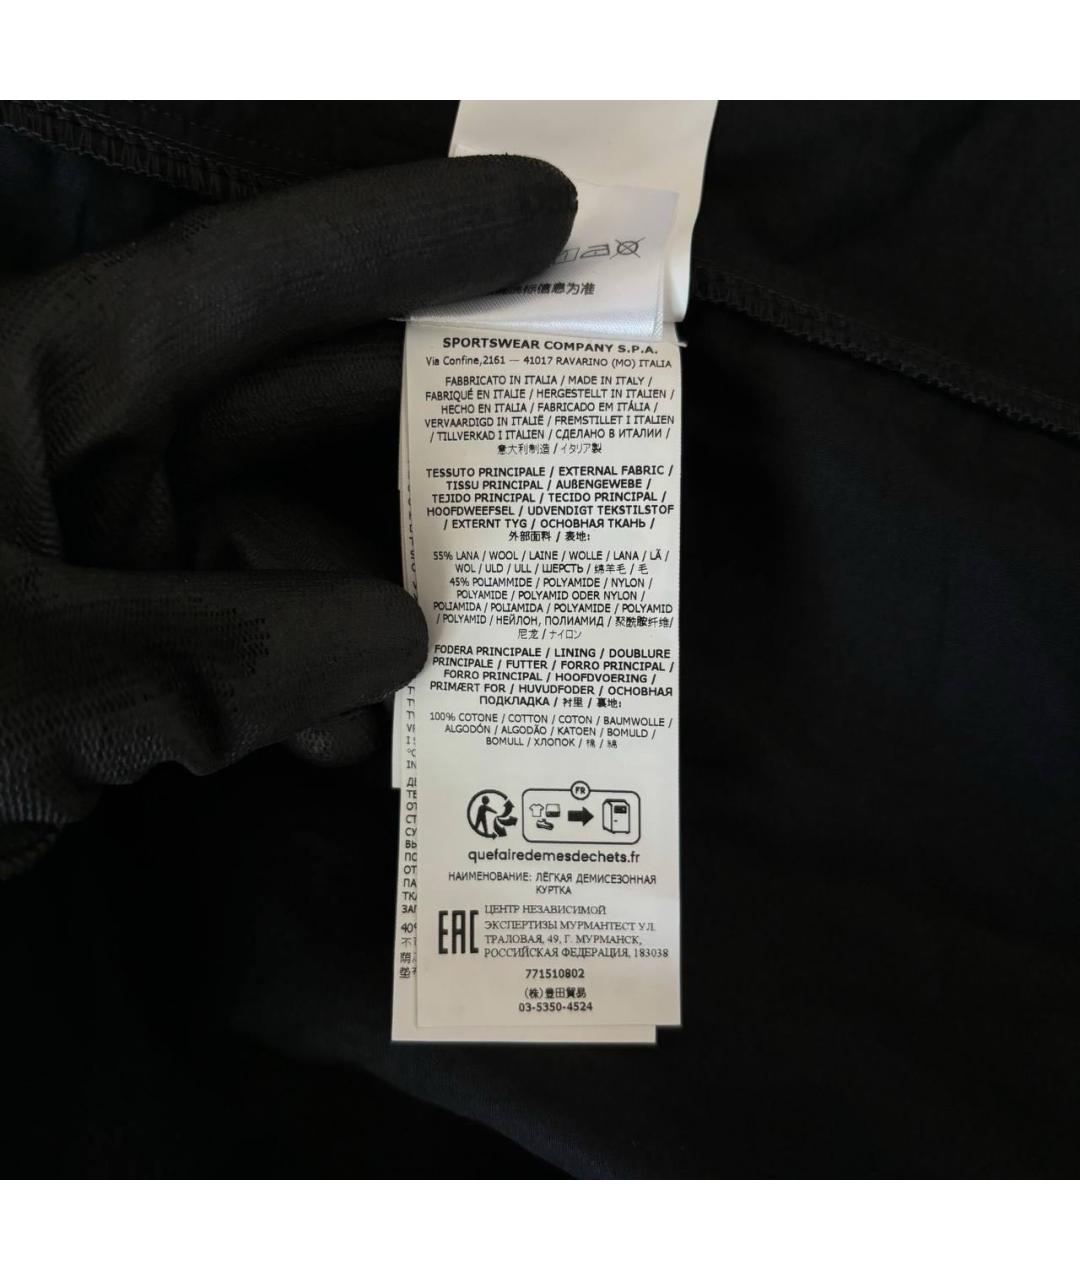 标信息为准
SPORTSWEAR COMPANY S.P.A.
Via Confine,2161 — 41017 RAVARINO (MO) ITALIA
FABBRICATO IN ITALIA / MADE IN ITALY /
FABRIQUÉ EN ITALIE / HERGESTELLT IN ITALIEN /
HECHO EN ITALIA / FABRICADO EM ITÁLIA /
VERVAARDIGD IN ITALIË / FREMSTILLET I ITALIEN
/ TILLVERKAD I ITALIEN / СДЕЛАНО В ИТАЛИИ /
意大利制造 / イタリア製
TESSUTO PRINCIPALE / EXTERNAL FABRIC /
TISSU PRINCIPAL / AUßENGEWEBE /
TEJIDO PRINCIPAL / TECIDO PRINCIPAL /
HOOFDWEEFSEL / UDVENDIGT TEKSTILSTOF
/ EXTERNT TYG / ОСНОВНАЯ ТКАНЬ /
外部面料 / 表地:
55% LANA / WOOL / LAINE / WOLLE / LANA / LÃ /
WOL / ULD / ULL / ШЕРСТЬ / 绵羊毛 / 毛
45% POLIAMMIDE / POLYAMIDE / NYLON /
POLYAMIDE / POLYAMID ODER NYLON /
POLIAMIDA / POLIAMIDA / POLYAMIDE / POLYAMID
/ POLYAMID / НЕЙЛОН, ПОЛИАМИД / 聚酰胺纤维/
尼龙 / ナイロン
FODERA PRINCIPALE / LINING / DOUBLURE
PRINCIPALE / FUTTER / FORRO PRINCIPAL /
FORRO PRINCIPAL / HOOFDVOERING /
PRIMÆRT FOR / HUVUDFODER / ОСНОВНАЯ
ПОДКЛАДКА / 衬里 / 裏地:
100% COTONE / COTTON / COTON / BAUMWOLLE /
ALGODÓN / ALGODÃO / KATOEN / BOMULD /
BOMULL / ХЛОПОК / 棉 / 綿
FR
quefairedemesdechets.fr
НАИМЕНОВАНИЕ: ЛЁГКАЯ ДЕМИСЕЗОННАЯ
КУРТКА
EAC
ЦЕНТР НЕЗАВИСИМОЙ
ЭКСПЕРТИЗЫ МУРМАНТЕСТ УЛ.
ТРАЛОВАЯ, 49, Г. МУРМАНСК,
РОССИЙСКАЯ ФЕДЕРАЦИЯ, 183038
771510802
(株)豊田貿易
03-5350-4524